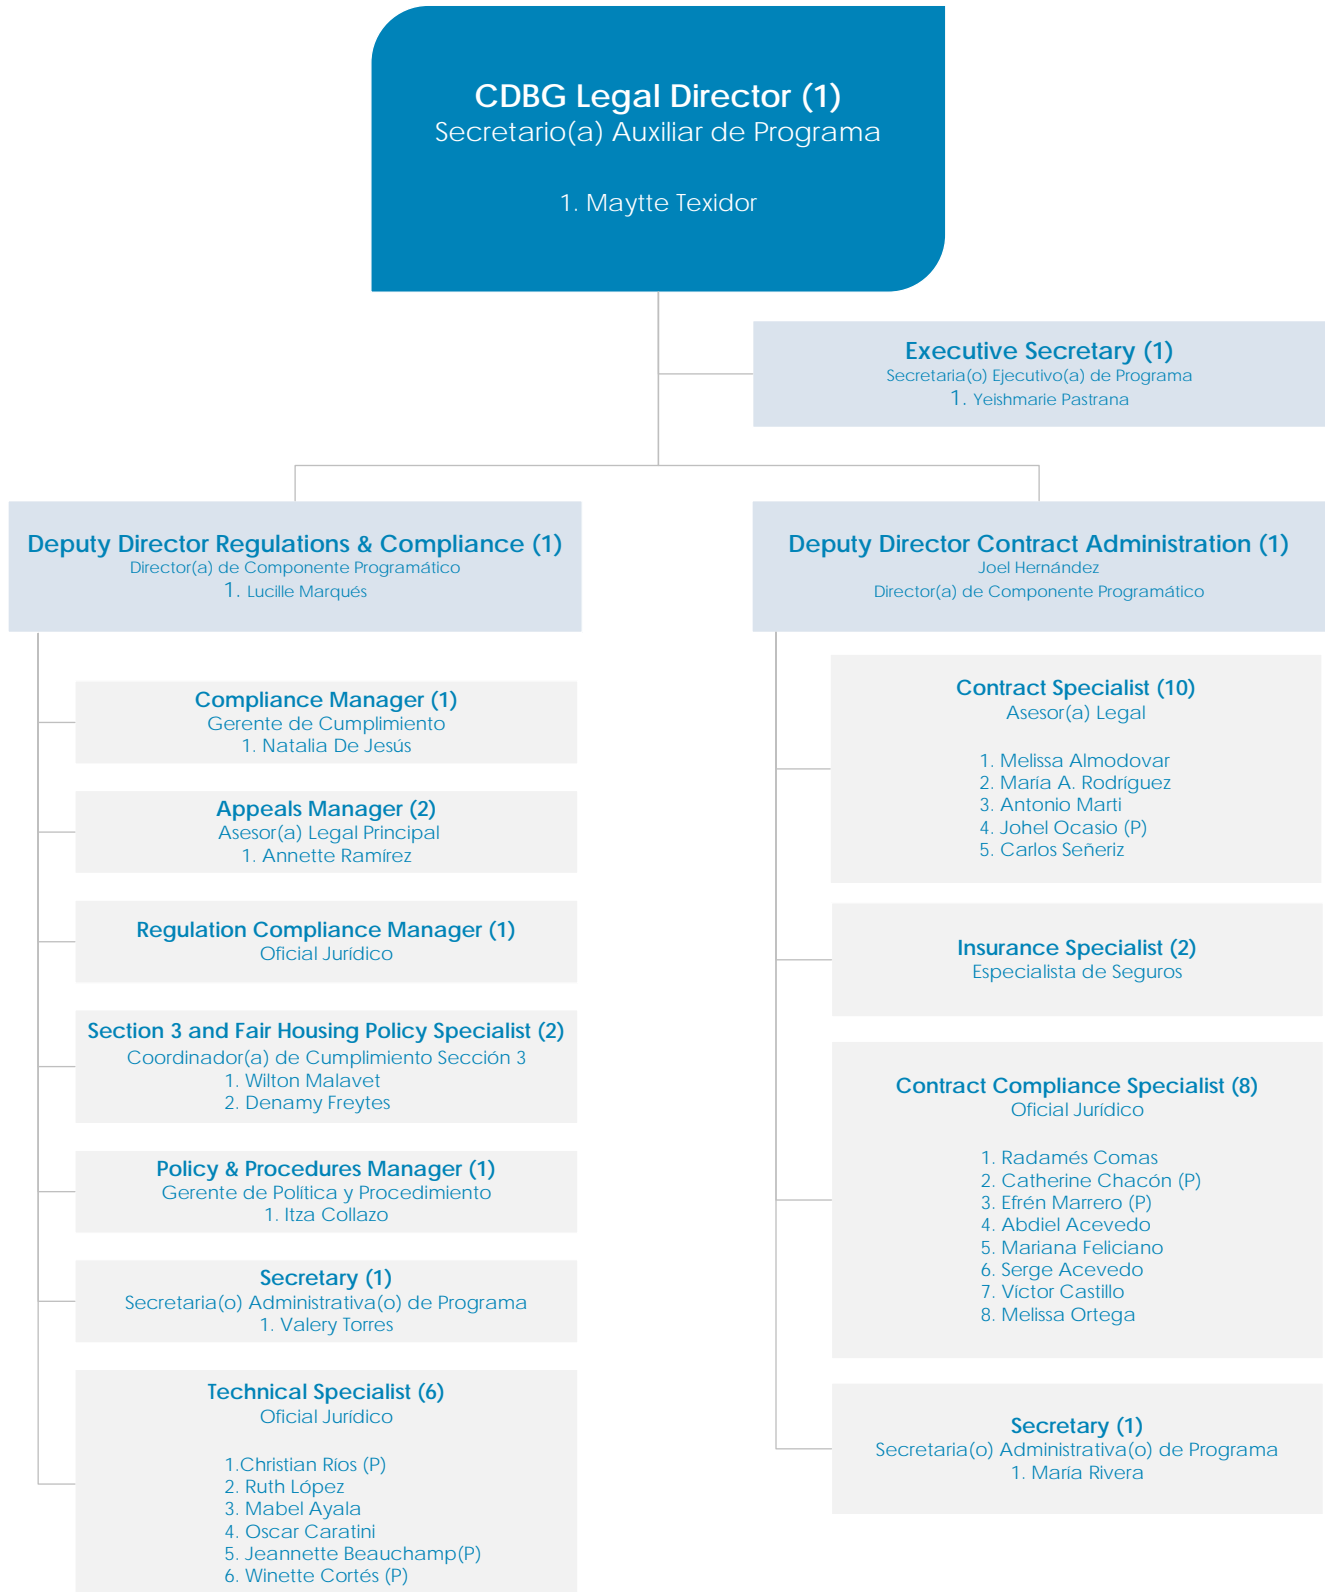 CDBG Legal Director (1)
Secretario(a) Auxiliar de Programa
1. Maytte Texidor
Executive Secretary (1)
Secretaria(o) Ejecutivo(a) de Programa
1. Yeishmarie Pastrana
Deputy Director Regulations & Compliance (1)
Director(a) de Componente Programático
1. Lucille Marqués
Compliance Manager (1)
Gerente de Cumplimiento
1. Natalia De Jesús
Appeals Manager (2)
Asesor(a) Legal Principal
1. Annette Ramírez
Regulation Compliance Manager (1)
Oficial Jurídico
Section 3 and Fair Housing Policy Specialist (2)
Coordinador(a) de Cumplimiento Sección 3
1. Wilton Malavet
2. Denamy Freytes
Policy & Procedures Manager (1)
Gerente de Política y Procedimiento
1. Itza Collazo
Secretary (1)
Secretaria(o) Administrativa(o) de Programa
1. Valery Torres
Technical Specialist (6)
Oficial Jurídico
1.Christian Ríos (P)
2. Ruth López
3. Mabel Ayala
4. Oscar Caratini
5. Jeannette Beauchamp(P)
6. Winette Cortés (P)
Deputy Director Contract Administration (1)
Joel Hernández
Director(a) de Componente Programático
Contract Specialist (10)
Asesor(a) Legal
1. Melissa Almodovar
2. María A. Rodríguez
3. Antonio Marti
4. Johel Ocasio (P)
5. Carlos Señeriz
Insurance Specialist (2)
Especialista de Seguros
Contract Compliance Specialist (8)
Oficial Jurídico
1. Radamés Comas
2. Catherine Chacón (P)
3. Efrén Marrero (P)
4. Abdiel Acevedo
5. Mariana Feliciano
6. Serge Acevedo
7. Víctor Castillo
8. Melissa Ortega
Secretary (1)
Secretaria(o) Administrativa(o) de Programa
1. María Rivera